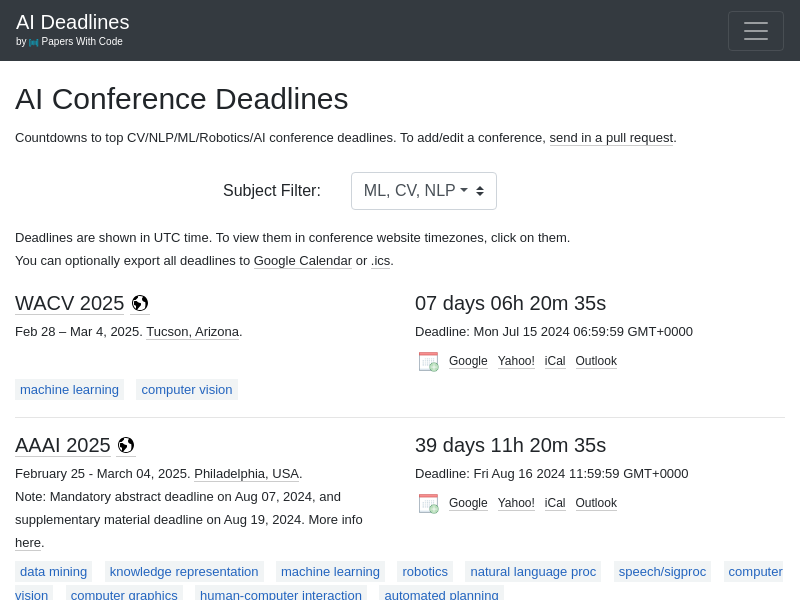 AI Deadlines
by Papers With Code
AI Conference Deadlines
Countdowns to top CV/NLP/ML/Robotics/AI conference deadlines. To add/edit a conference, send in a pull request.
Subject Filter: ML, CV, NLP
Deadlines are shown in UTC time. To view them in conference website timezones, click on them.
You can optionally export all deadlines to Google Calendar or .ics.
WACV 2025
Feb 28 – Mar 4, 2025. Tucson, Arizona.
07 days 06h 20m 35s
Deadline: Mon Jul 15 2024 06:59:59 GMT+0000
Google Yahoo! iCal Outlook
machine learning computer vision
AAAI 2025
February 25 - March 04, 2025. Philadelphia, USA.
Note: Mandatory abstract deadline on Aug 07, 2024, and
supplementary material deadline on Aug 19, 2024. More info
here.
39 days 11h 20m 35s
Deadline: Fri Aug 16 2024 11:59:59 GMT+0000
Google Yahoo! iCal Outlook
data mining knowledge representation machine learning robotics natural language proc speech/sigproc computer
vision computer graphics human-computer interaction automated planning